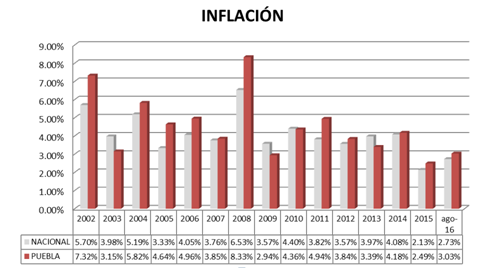 INFLACIÓN
9.00%
8.00%
7.00%
6.00%
5.00%
4.00%
3.00%
2.00%
1.00%
0.00%
2002 2003 2004 2005 2006 2007 2008 2009 2010 2011 2012 2013 2014 2015 ago-16
NACIONAL 5.70% 3.98% 5.19% 3.33% 4.05% 3.76% 6.53% 3.57% 4.40% 3.82% 3.57% 3.97% 4.08% 2.13% 2.73%
PUEBLA 7.32% 3.15% 5.82% 4.64% 4.96% 3.85% 8.33% 2.94% 4.36% 4.94% 3.84% 3.39% 4.18% 2.49% 3.03%